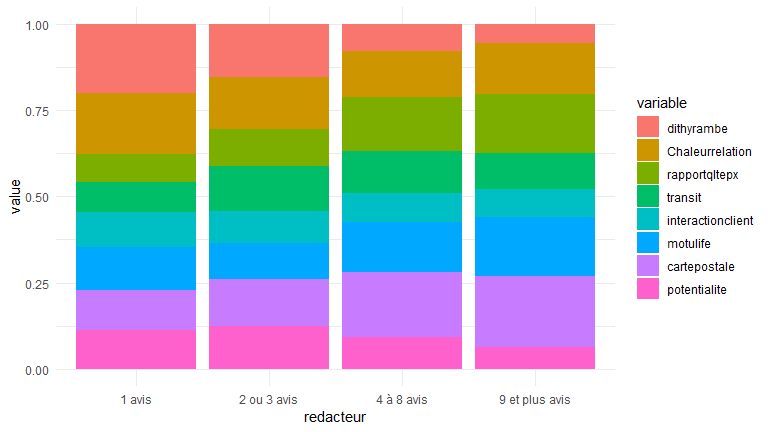 1.00
0.75
0.50
0.25
0.00
value
1 avis
2 ou 3 avis
4 à 8 avis
9 et plus avis
redacteur
variable
dithyrambe
Chaleurrelation
rapportqltepx
transit
interactionclient
motulife
cartepostale
potentialite